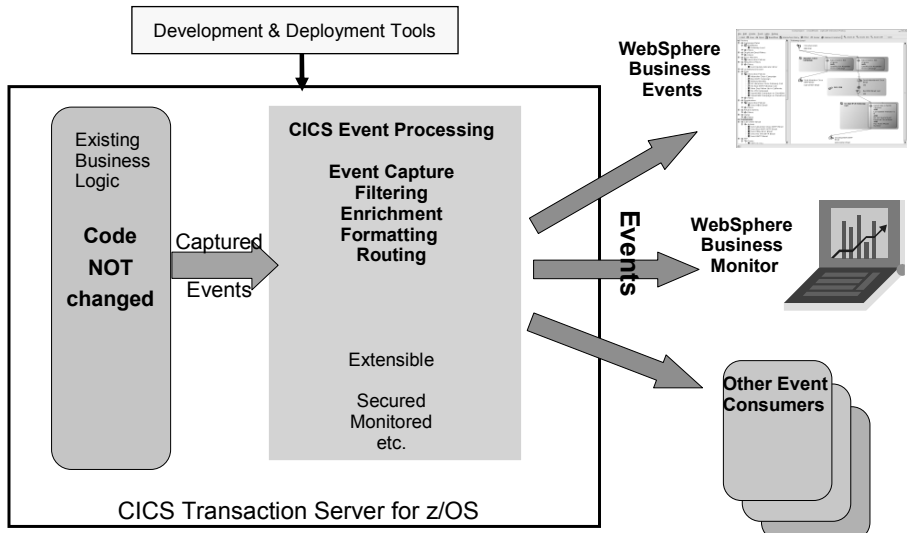 Development & Deployment Tools
Existing
Business
Logic
Code
NOT
changed
Captured
Events
CICS Event Processing
Event Capture
Filtering
Enrichment
Formatting
Routing
Extensible
Secured
Monitored
etc.
CICS Transaction Server for z/OS
Events
WebSphere
Business
Events
WebSphere
Business
Monitor
Other Event
Consumers